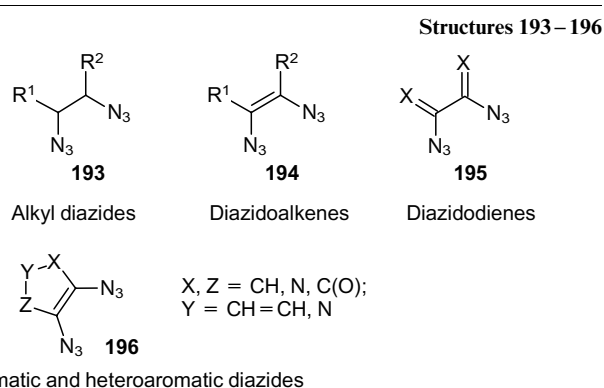 Structures 193–196
R¹ R² N₃ N₃
193
Alkyl diazides
R¹ R² N₃ N₃
194
Diazidoalkenes
X X N₃ N₃
195
Diazidodienes
Y X Z N₃ N₃
196
X, Z = CH, N, C(O);
Y = CH=CH, N
matic and heteroaromatic diazides